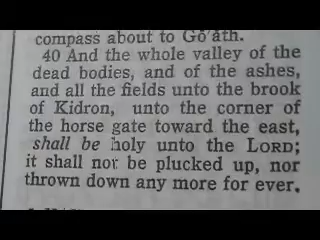 compass about to Gō'ăth.
40 And the whole valley of the
dead bodies, and of the ashes,
and all the fields unto the brook
of Kidron, unto the corner of
the horse gate toward the east,
shall be holy unto the LORD;
it shall not be plucked up, nor
thrown down any more for ever.